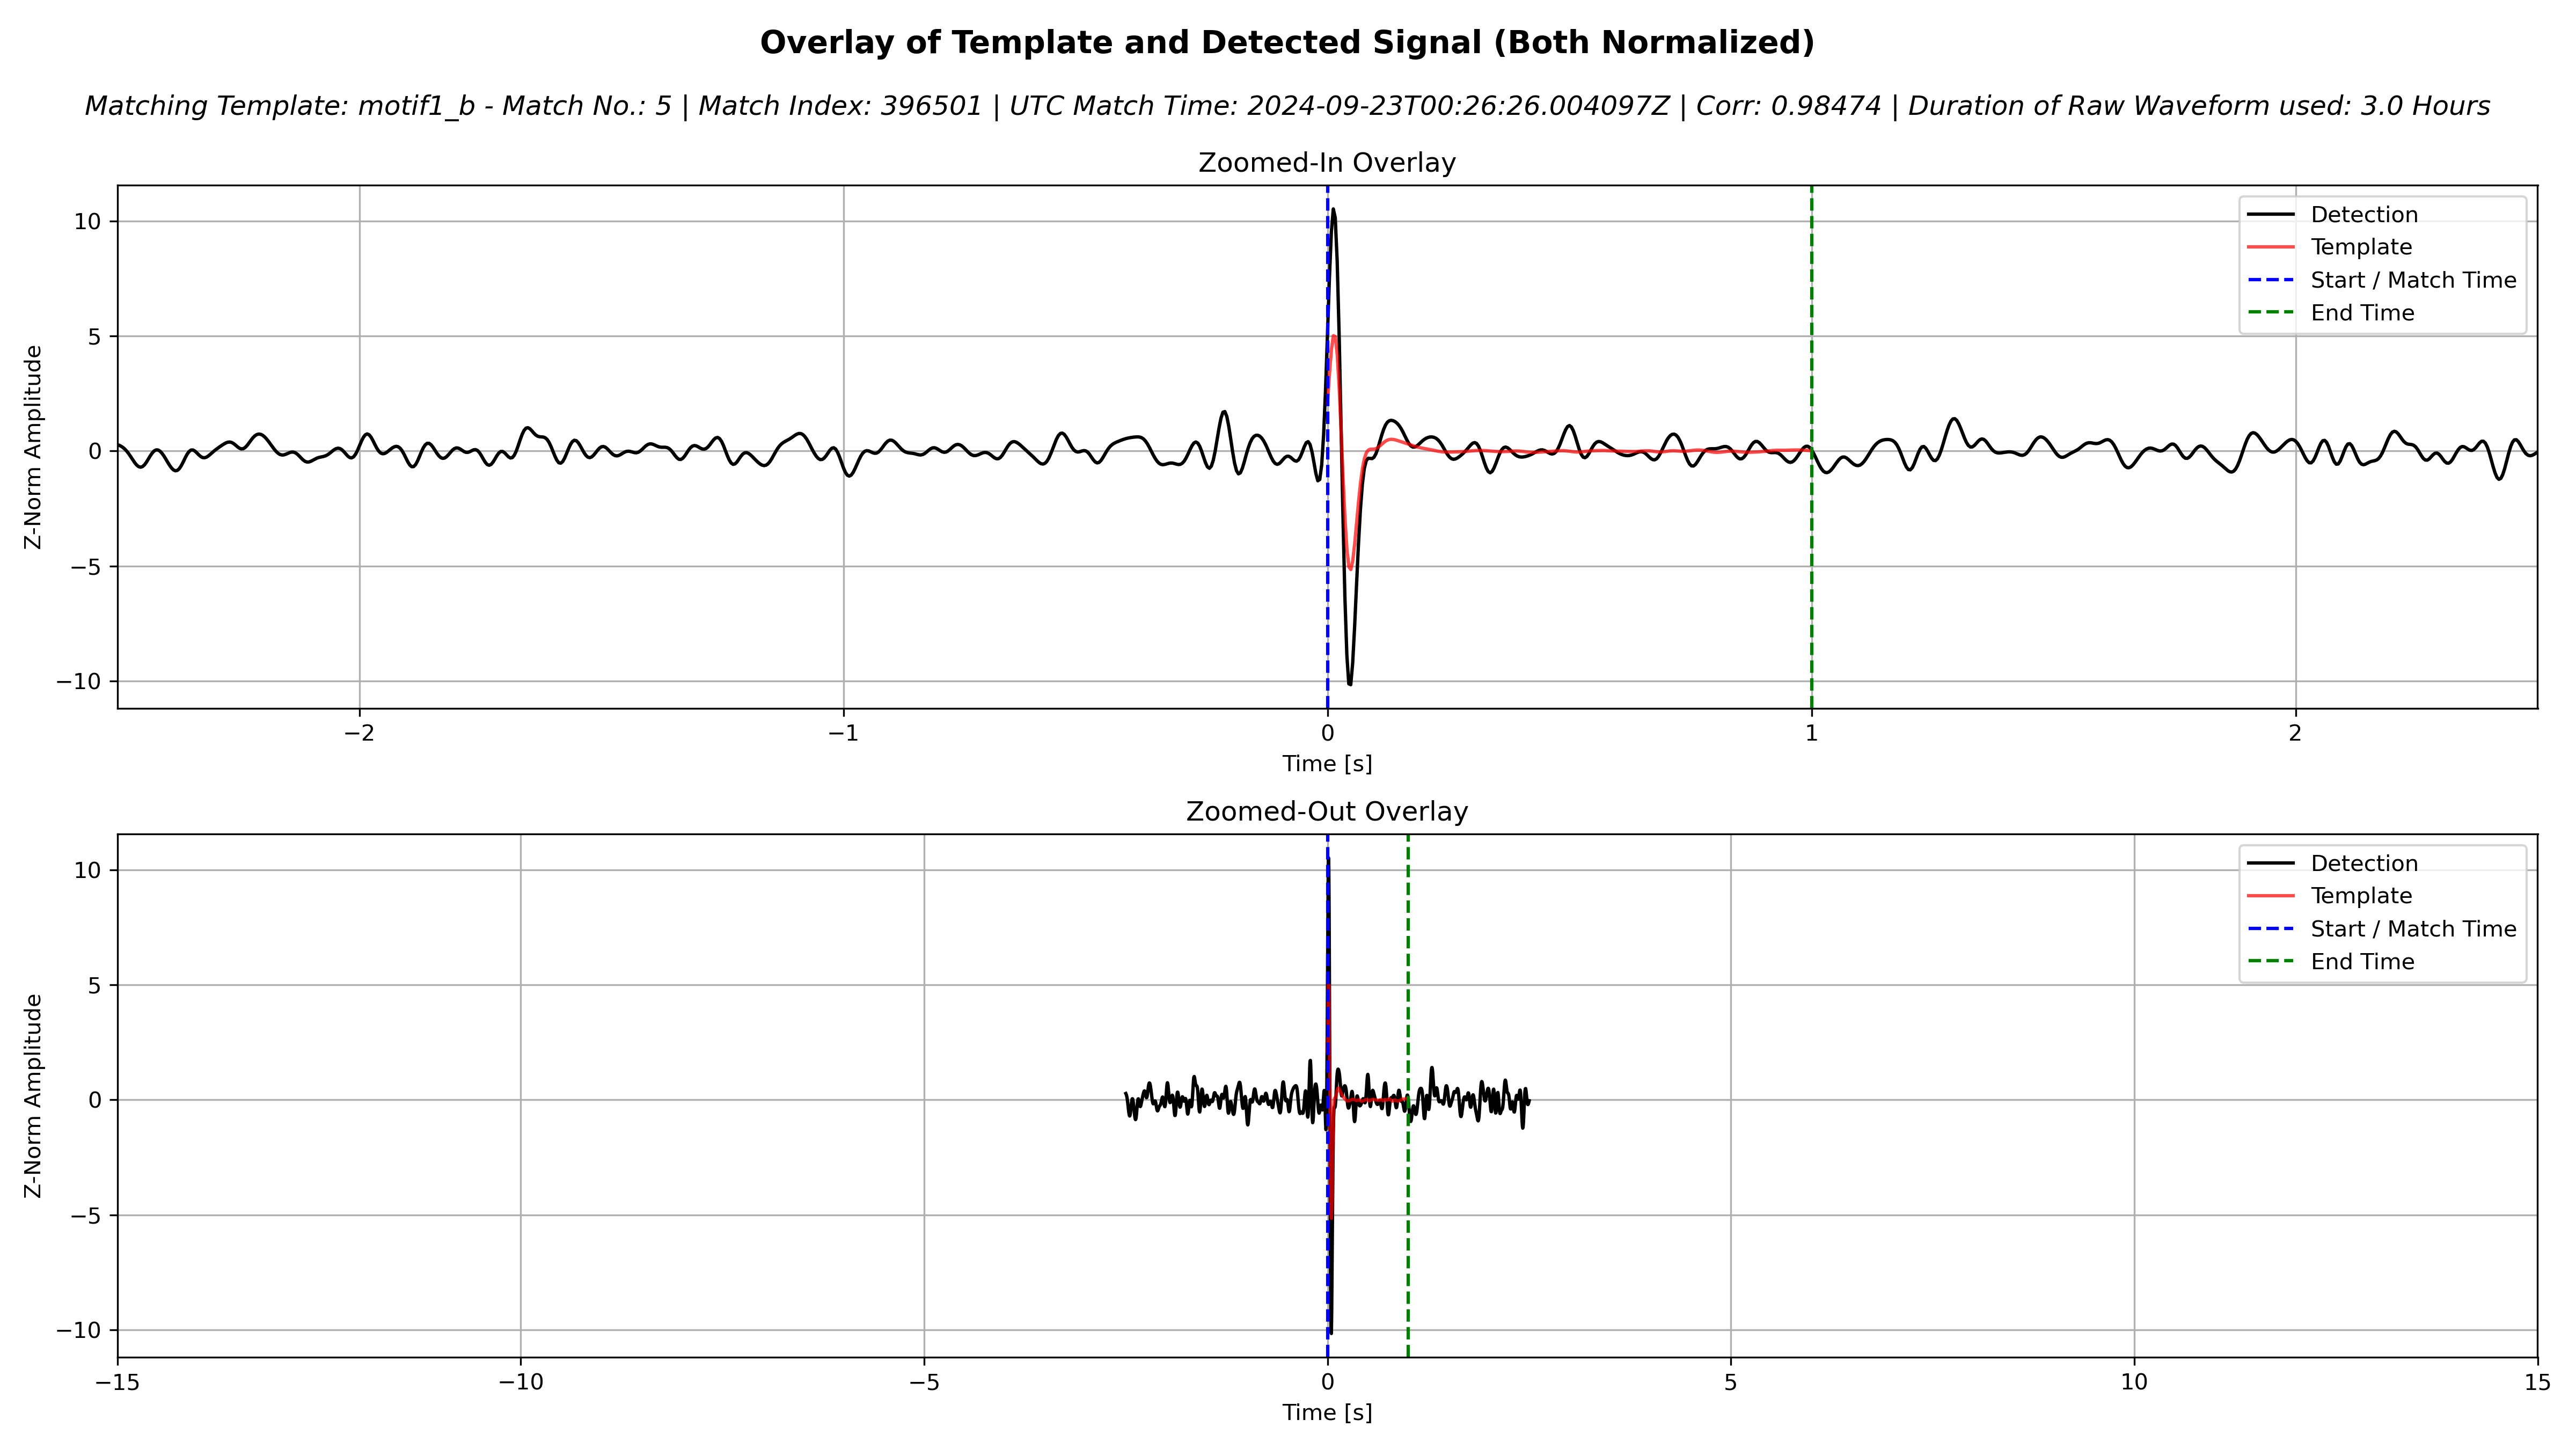 Overlay of Template and Detected Signal (Both Normalized)
Matching Template: motif1_b - Match No.: 5 | Match Index: 396501 | UTC Match Time: 2024-09-23T00:26:26.004097Z | Corr: 0.98474 | Duration of Raw Waveform used: 3.0 Hours
Zoomed-In Overlay
Z-Norm Amplitude
10
5
0
−5
−10
Detection
Template
Start / Match Time
End Time
−2 −1 0 1 2
Time [s]
Zoomed-Out Overlay
Z-Norm Amplitude
10
5
0
−5
−10
Detection
Template
Start / Match Time
End Time
−15 −10 −5 0 5 10 15
Time [s]